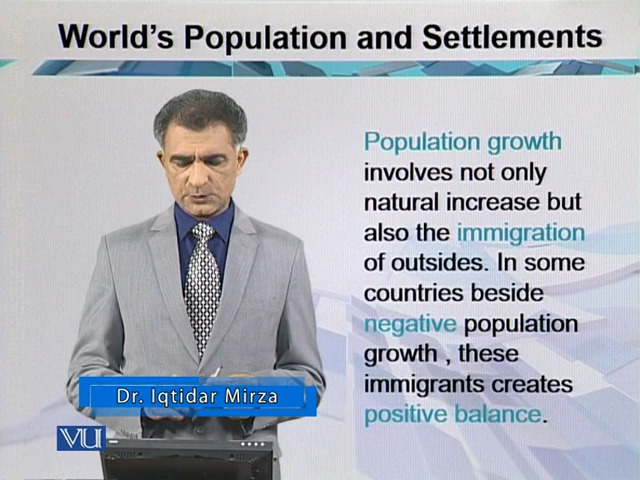 World's Population and Settlements
Population growth
involves not only
natural increase but
also the immigration
of outsides. In some
countries beside
negative population
growth , these
immigrants creates
positive balance.
Dr. Iqtidar Mirza
VU